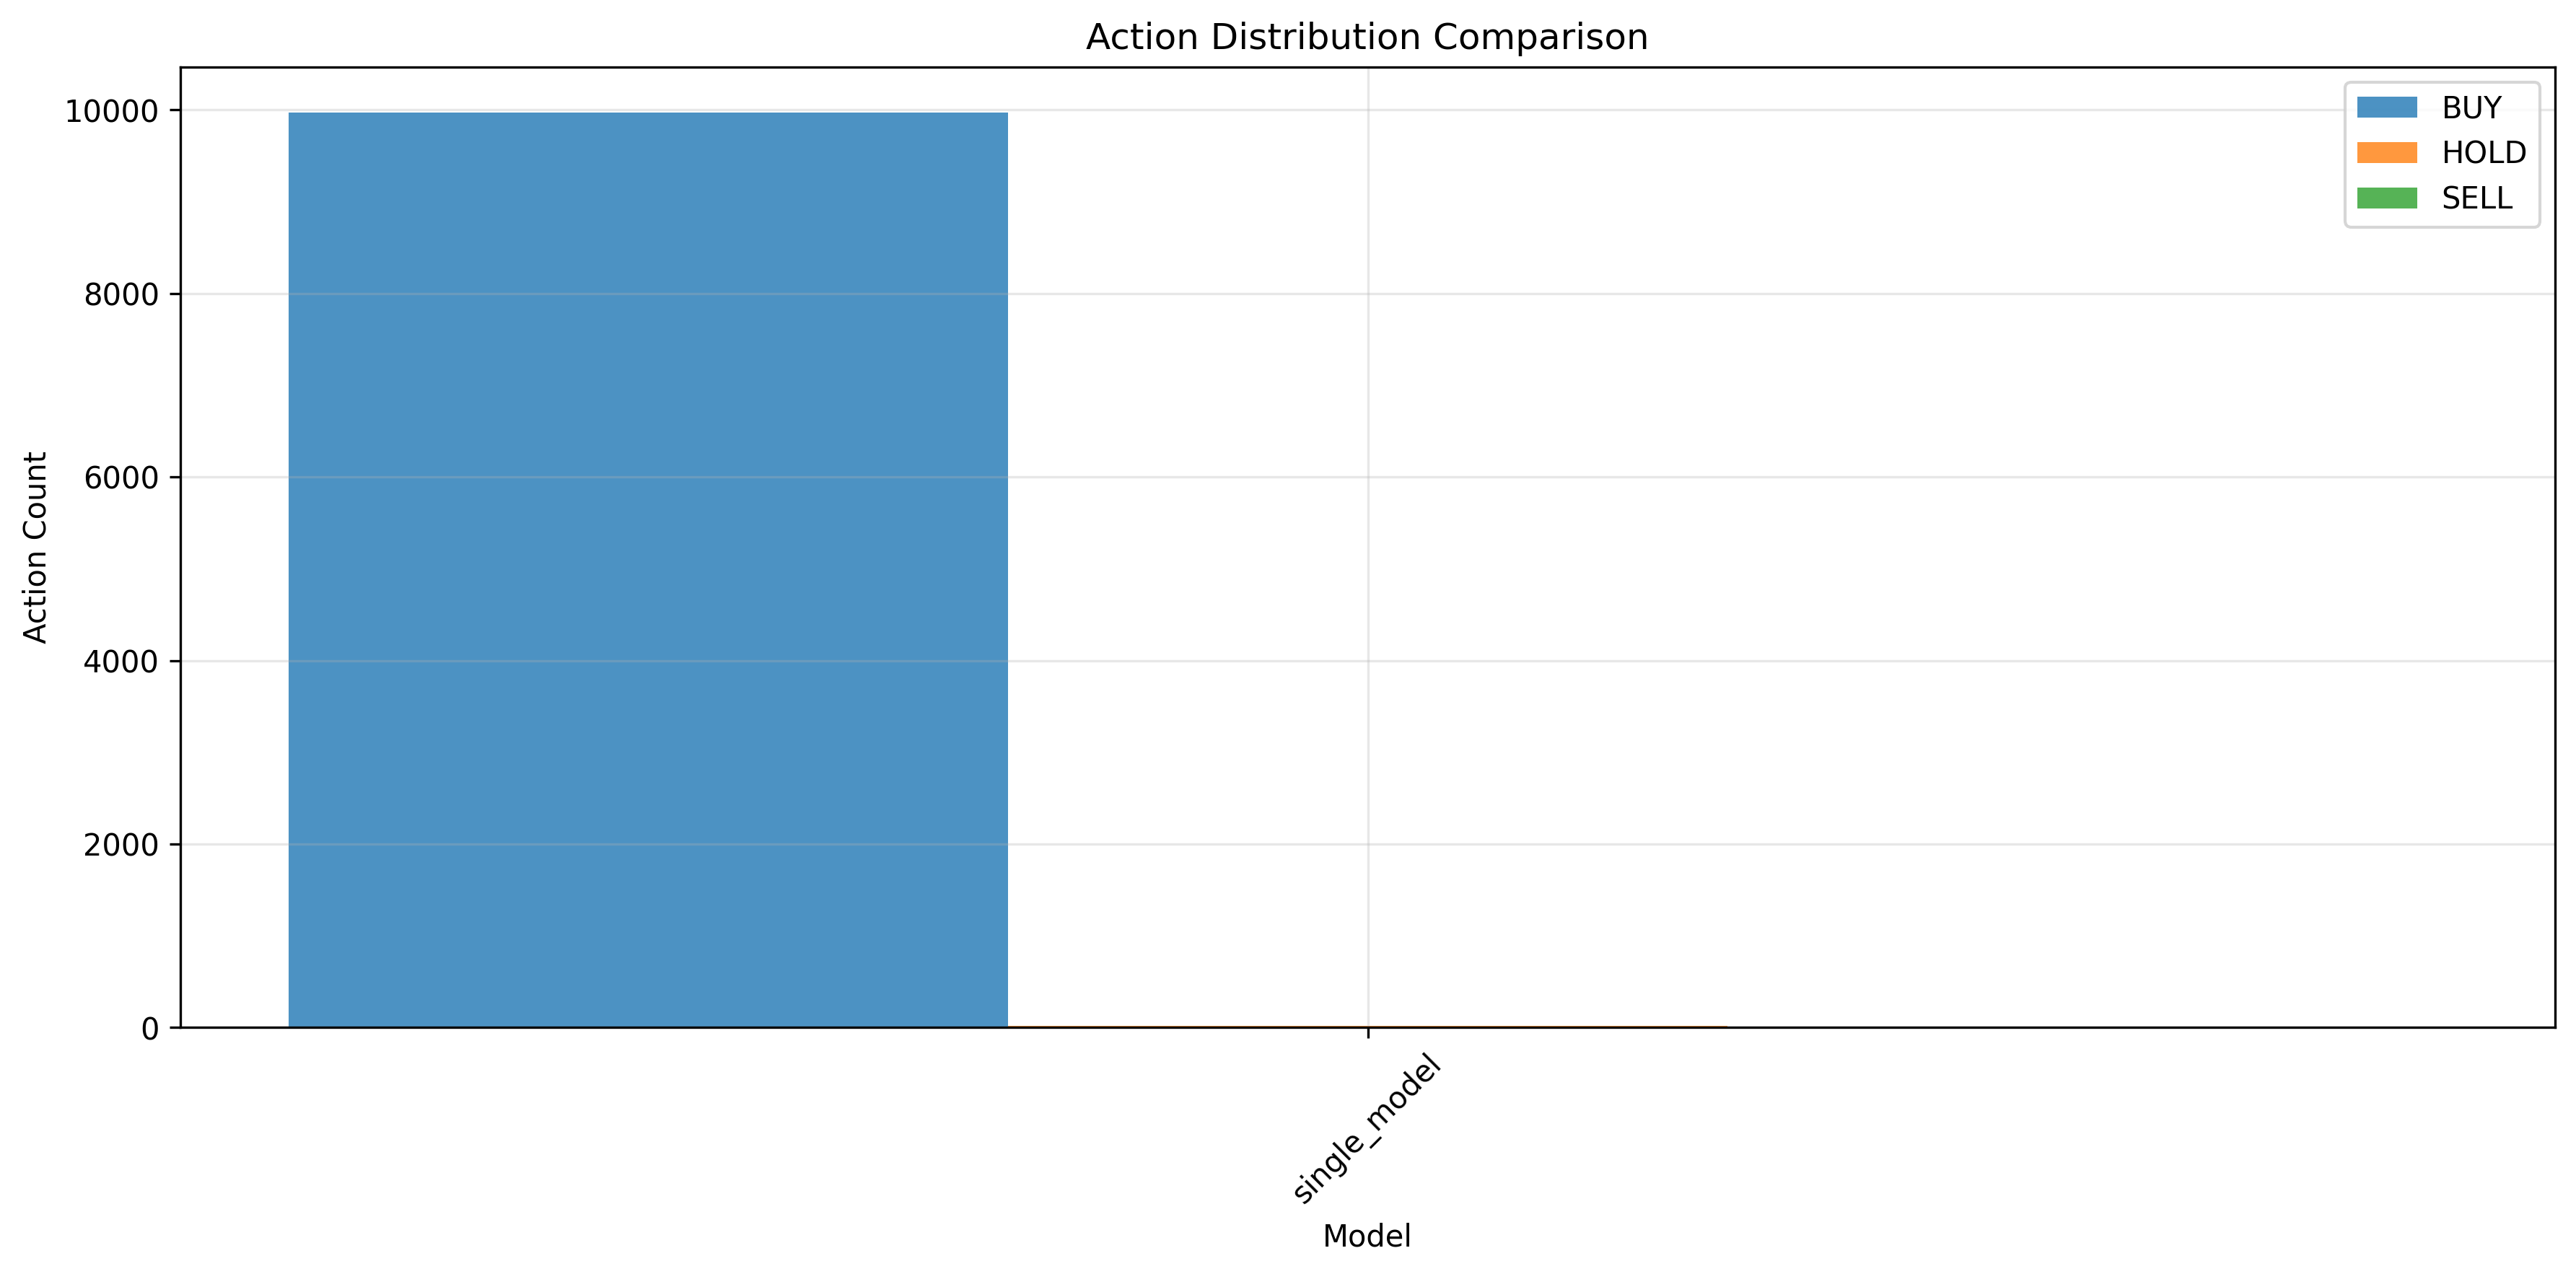 Action Distribution Comparison
10000
8000
6000
4000
2000
0
Action Count
BUY
HOLD
SELL
single_model
Model